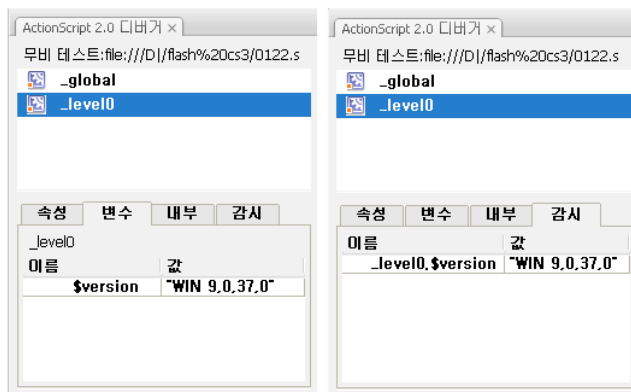 ActionScript 2.0 디버거 ×
무비 테스트:file:///D|/flash%20cs3/0122.s
_global
_level0
속성 변수 내부 감시
_level0
이름 값
$version "WIN 9,0,37,0"
ActionScript 2.0 디버거 ×
무비 테스트:file:///D|/flash%20cs3/0122.s
_global
_level0
속성 변수 내부 감시
이름 값
_level0.$version "WIN 9,0,37,0"